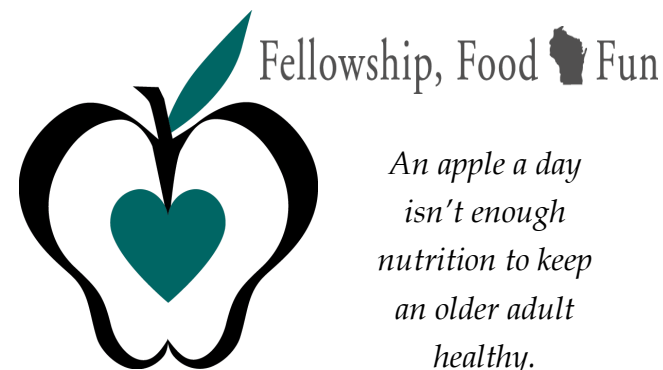 Fellowship, Food Fun
An apple a day
isn't enough
nutrition to keep
an older adult
healthy.